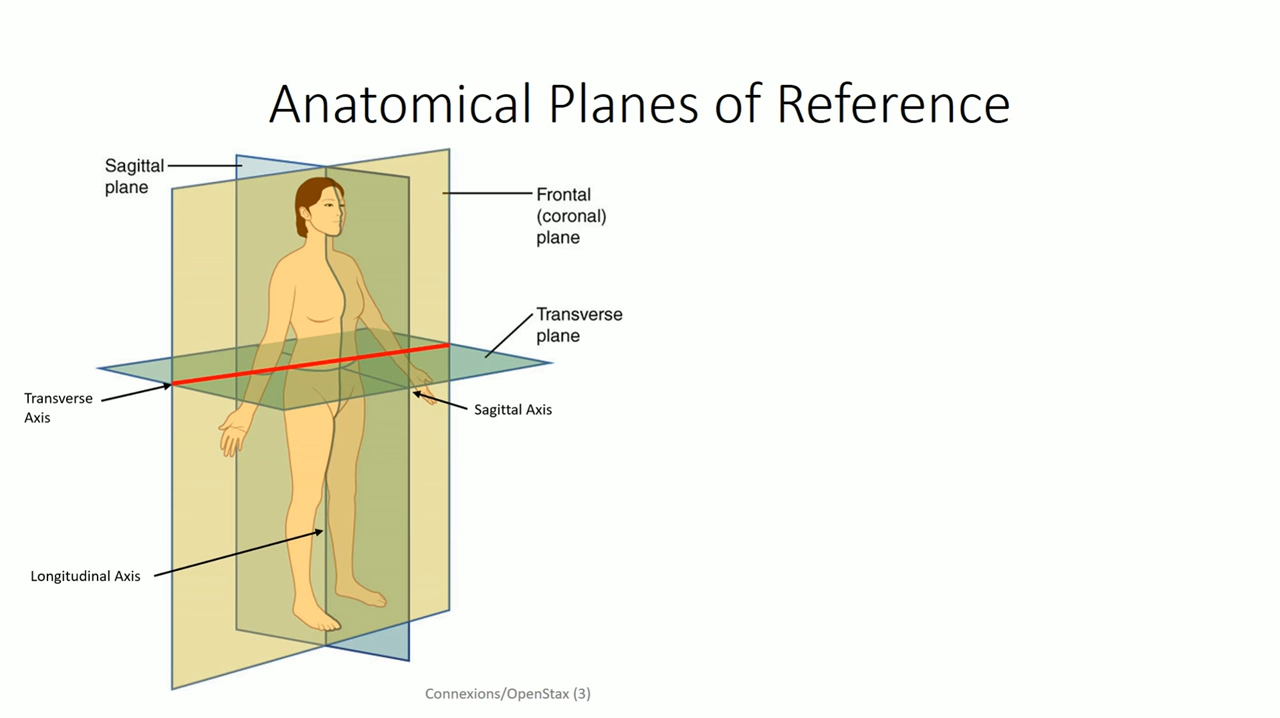 Anatomical Planes of Reference
Sagittal
plane
Frontal
(coronal)
plane
Transverse
plane
Transverse
Axis
Sagittal Axis
Longitudinal Axis
Connexions/OpenStax (3)